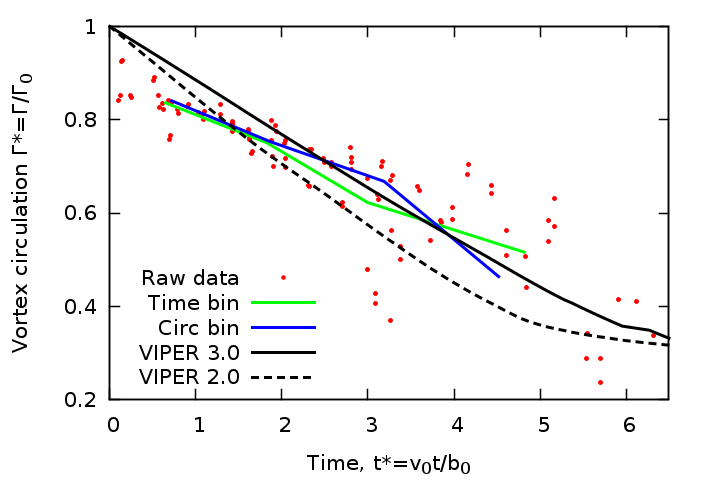 1
0.8
0.6
0.4
0.2
Vortex circulation Γ*=Γ/Γ₀
Raw data
Time bin
Circ bin
VIPER 3.0
VIPER 2.0
0 1 2 3 4 5 6
Time, t*=v₀t/b₀